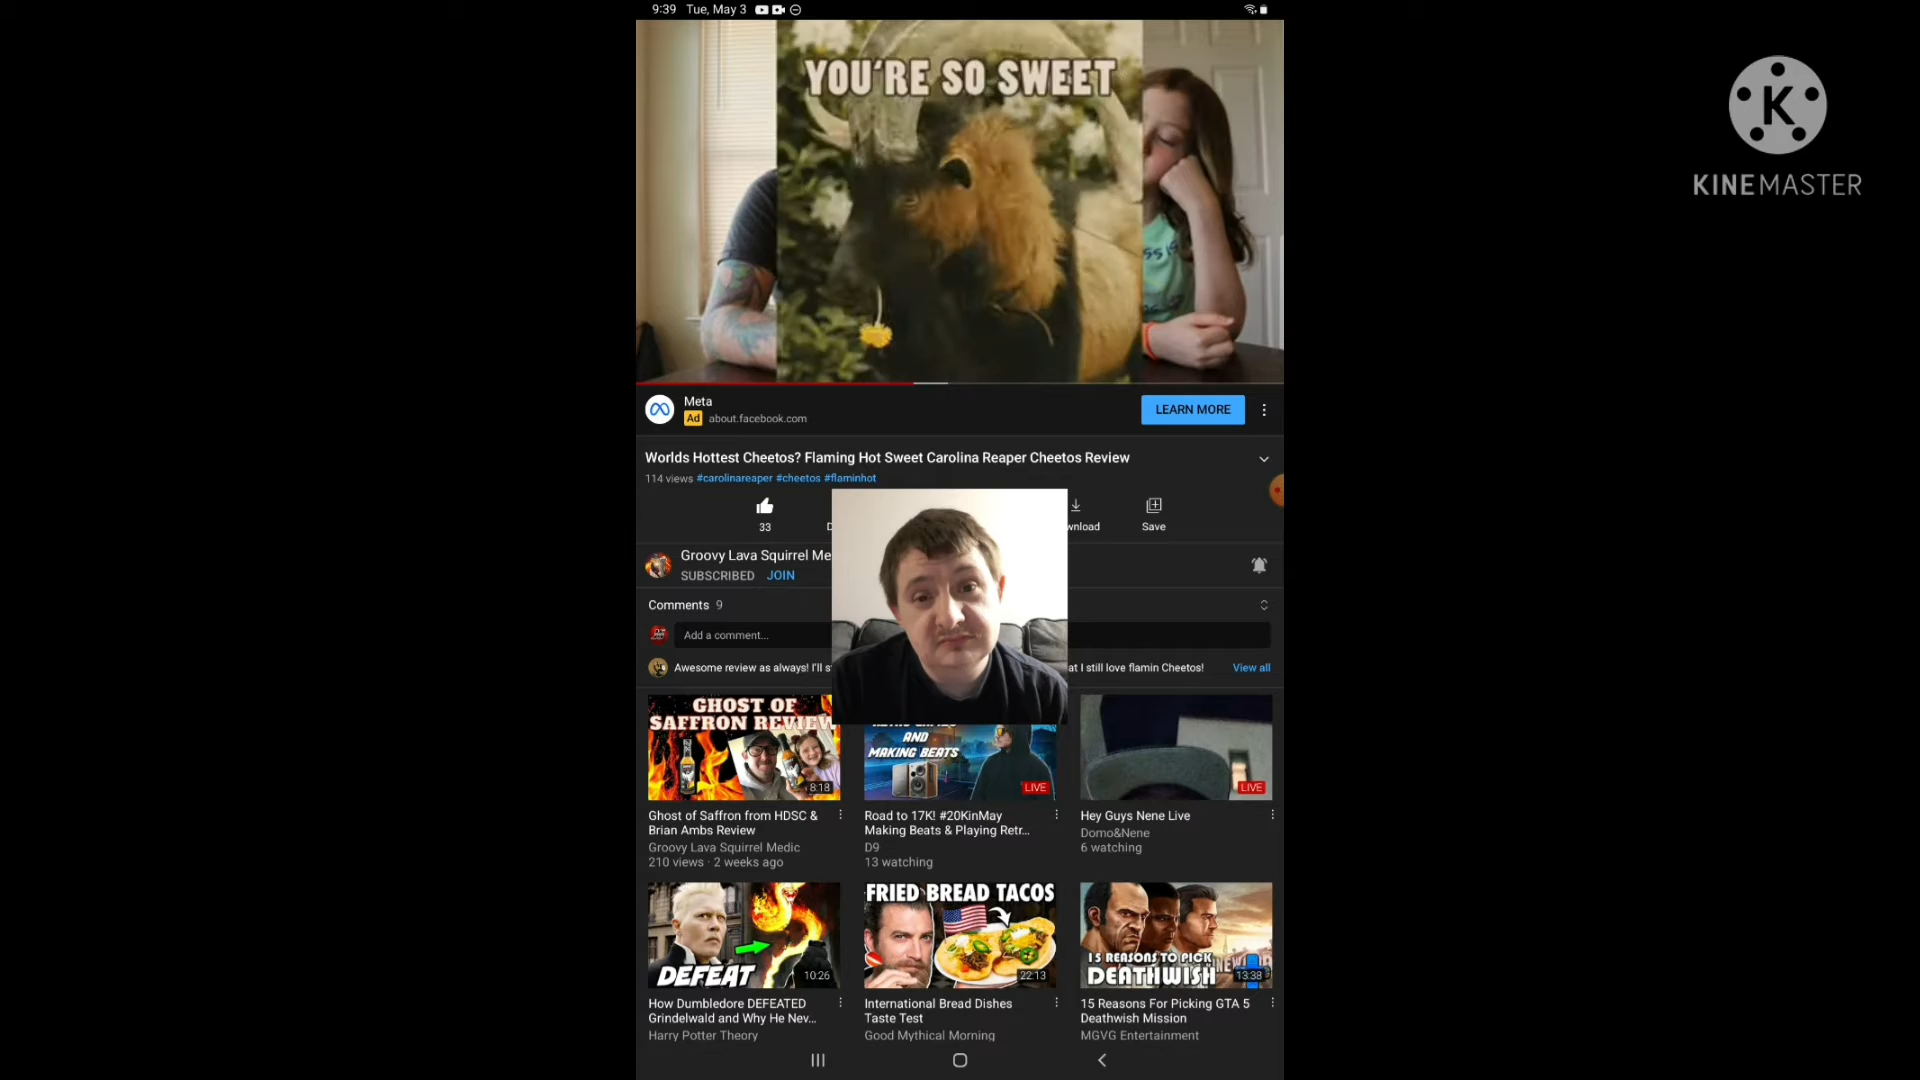 9:39 Tue, May 3
YOU'RE SO SWEET
K
KINEMASTER
Meta
Ad about.facebook.com
LEARN MORE
Worlds Hottest Cheetos? Flaming Hot Sweet Carolina Reaper Cheetos Review
114 views #carolinareaper #cheetos #flaminhot
33
wnload
Save
Groovy Lava Squirrel Me
SUBSCRIBED JOIN
Comments 9
Add a comment...
Awesome review as always! I'll s
at I still love flamin Cheetos!
View all
GHOST OF
SAFFRON REVIEW
8:18
Ghost of Saffron from HDSC &
Brian Ambs Review
Groovy Lava Squirrel Medic
210 views · 2 weeks ago
AND
MAKING BEATS
LIVE
Road to 17K! #20KinMay
Making Beats & Playing Retr...
D9
13 watching
LIVE
Hey Guys Nene Live
Domo&Nene
6 watching
DEFEAT
10:26
How Dumbledore DEFEATED
Grindelwald and Why He Nev...
Harry Potter Theory
FRIED BREAD TACOS
22:13
International Bread Dishes
Taste Test
Good Mythical Morning
15 REASONS TO PICK
DEATHWISH
13:38
15 Reasons For Picking GTA 5
Deathwish Mission
MGVG Entertainment